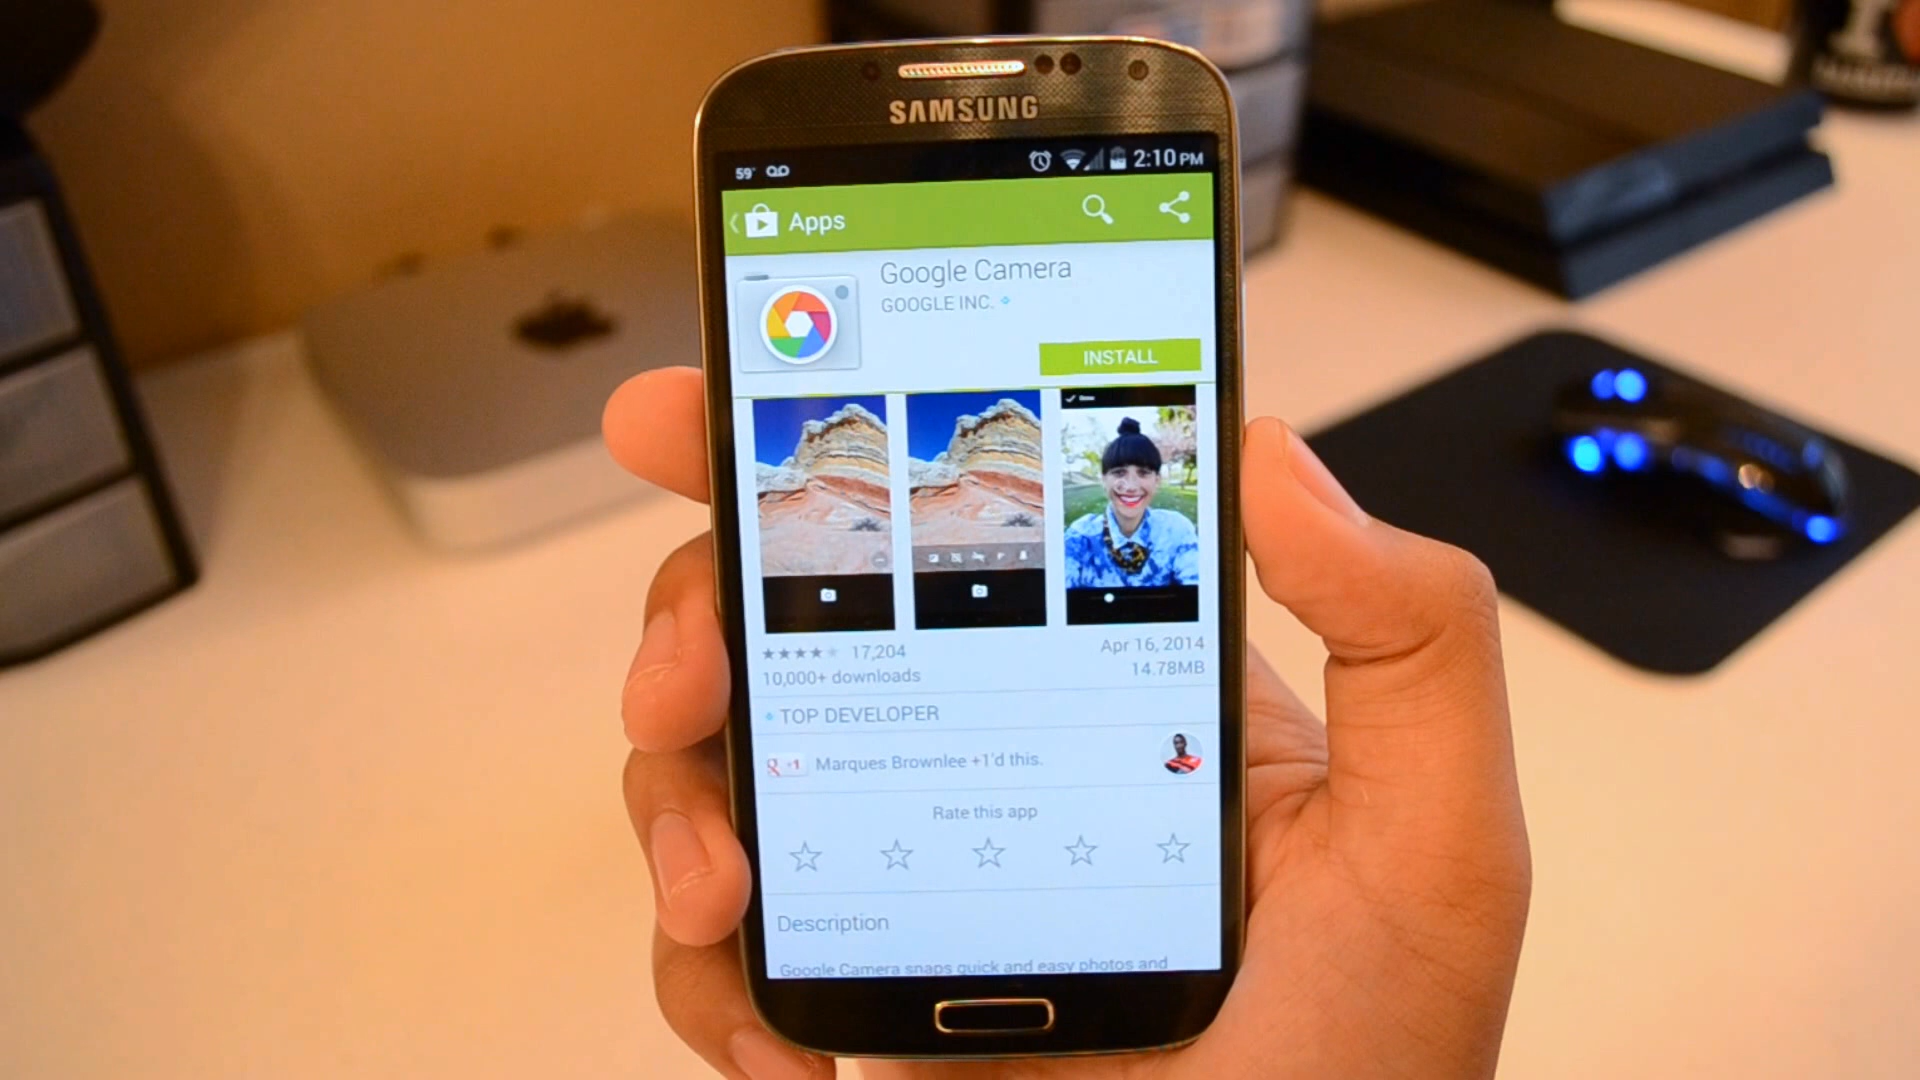 SAMSUNG
59° 2:10 PM
Apps
Google Camera
GOOGLE INC.
INSTALL
17,204
Apr 16, 2014
10,000+ downloads
14.78MB
TOP DEVELOPER
g +1 Marques Brownlee +1'd this.
Rate this app
Description
Google Camera snaps quick and easy photos and